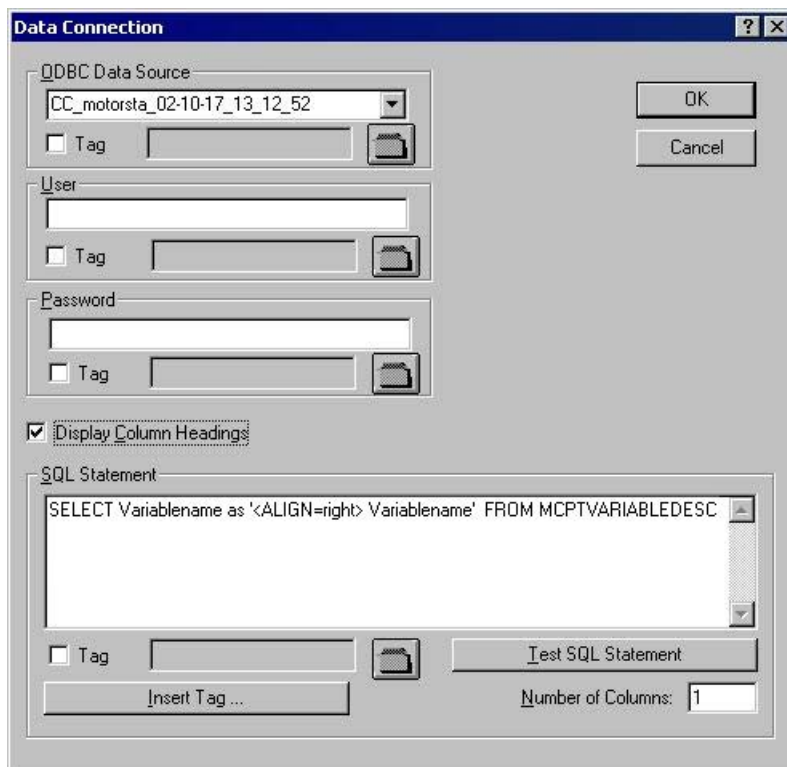 Data Connection
ODBC Data Source
CC_motorsta_02-10-17_13_12_52
OK
Tag
Cancel
User
Tag
Password
Tag
Display Column Headings
SQL Statement
SELECT Variablename as '<ALIGN=right> Variablename'  FROM MCPTVARIABLEDESC
Tag
Test SQL Statement
Insert Tag ...
Number of Columns: 1